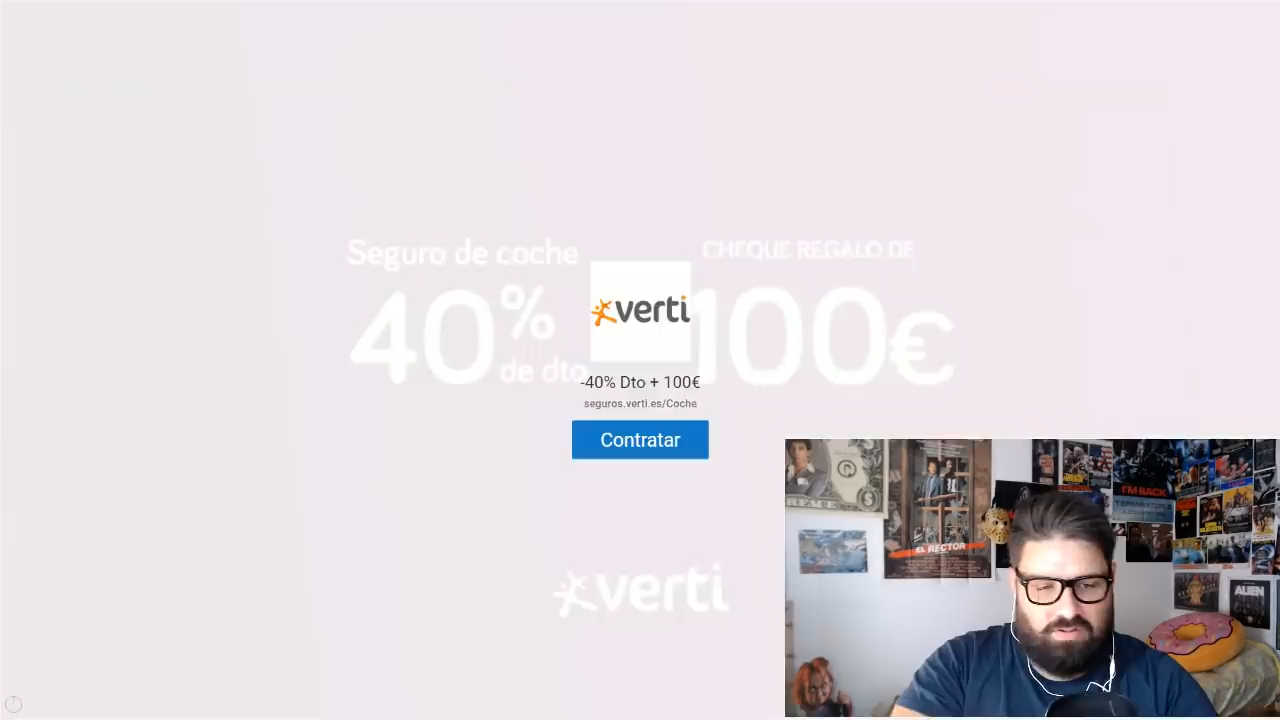 Seguro de coche
40%
de dto
CHEQUE REGALO DE
100€
verti
-40% Dto + 100€
seguros.verti.es/Coche
Contratar
verti
EL RECTOR
I'M BACK
ALIEN